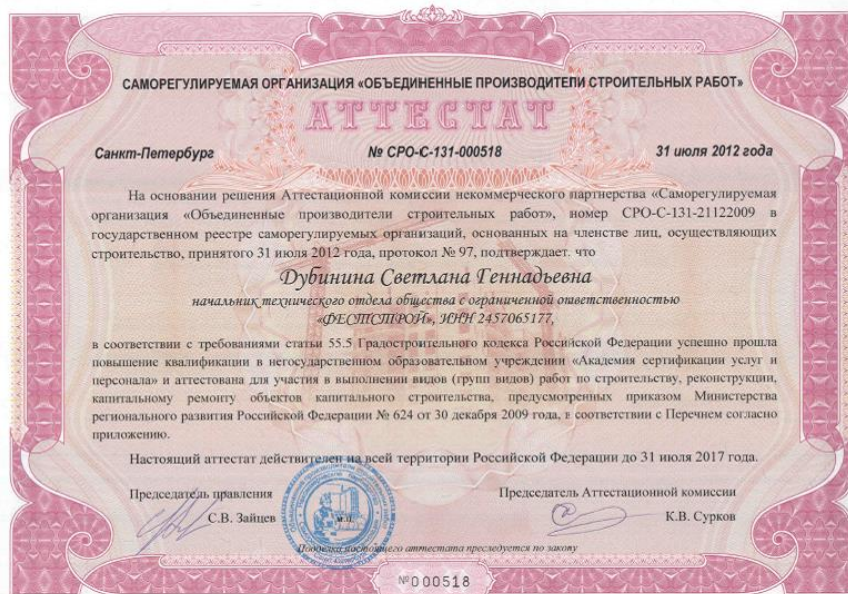 САМОРЕГУЛИРУЕМАЯ ОРГАНИЗАЦИЯ «ОБЪЕДИНЕННЫЕ ПРОИЗВОДИТЕЛИ СТРОИТЕЛЬНЫХ РАБОТ»
АТТЕСТАТ
Санкт-Петербург № СРО-С-131-000518 31 июля 2012 года
На основании решения Аттестационной комиссии некоммерческого партнерства «Саморегулируемая
организация «Объединенные производители строительных работ», номер СРО-С-131-21122009 в
государственном реестре саморегулируемых организаций, основанных на членстве лиц, осуществляющих
строительство, принятого 31 июля 2012 года, протокол № 97, подтверждает, что
Дубинина Светлана Геннадьевна
начальник технического отдела общества с ограниченной ответственностью
«ФЕСТСТРОЙ», ИНН 2457065177,
в соответствии с требованиями статьи 55.5 Градостроительного кодекса Российской Федерации успешно прошла
повышение квалификации в негосударственном образовательном учреждении «Академия сертификации услуг и
персонала» и аттестована для участия в выполнении видов (групп видов) работ по строительству, реконструкции,
капитальному ремонту объектов капитального строительства, предусмотренных приказом Министерства
регионального развития Российской Федерации № 624 от 30 декабря 2009 года, в соответствии с Перечнем согласно
приложению.
Настоящий аттестат действителен на всей территории Российской Федерации до 31 июля 2017 года.
Председатель правления Председатель Аттестационной комиссии
С.В. Зайцев м.п. К.В. Сурков
Подделка настоящего аттестата преследуется по закону
№000518